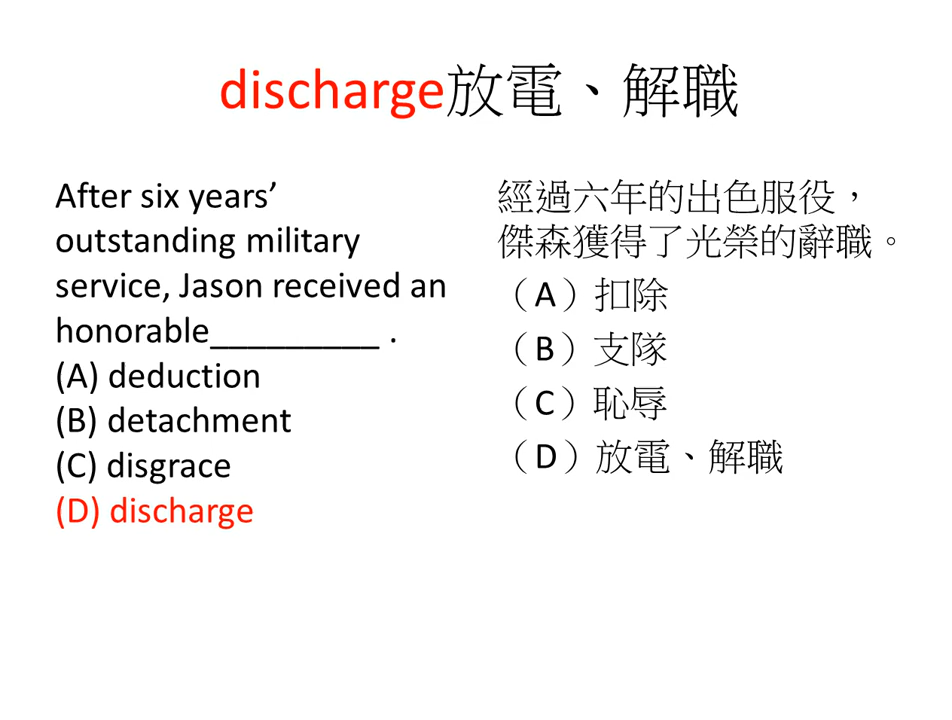 discharge放電、解職
After six years’
outstanding military
service, Jason received an
honorable_________ .
(A) deduction
(B) detachment
(C) disgrace
(D) discharge
經過六年的出色服役，
傑森獲得了光榮的辭職。
（A）扣除
（B）支隊
（C）恥辱
（D）放電、解職